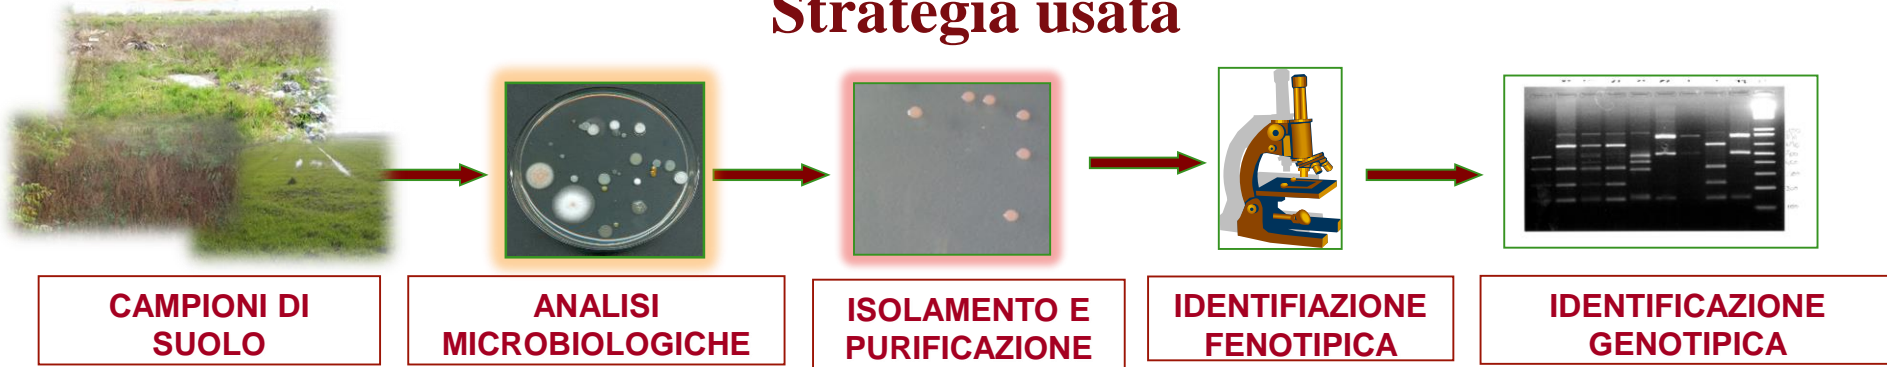 Strategia usata
CAMPIONI DI
SUOLO
ANALISI
MICROBIOLOGICHE
ISOLAMENTO E
PURIFICAZIONE
IDENTIFIAZIONE
FENOTIPICA
IDENTIFICAZIONE
GENOTIPICA